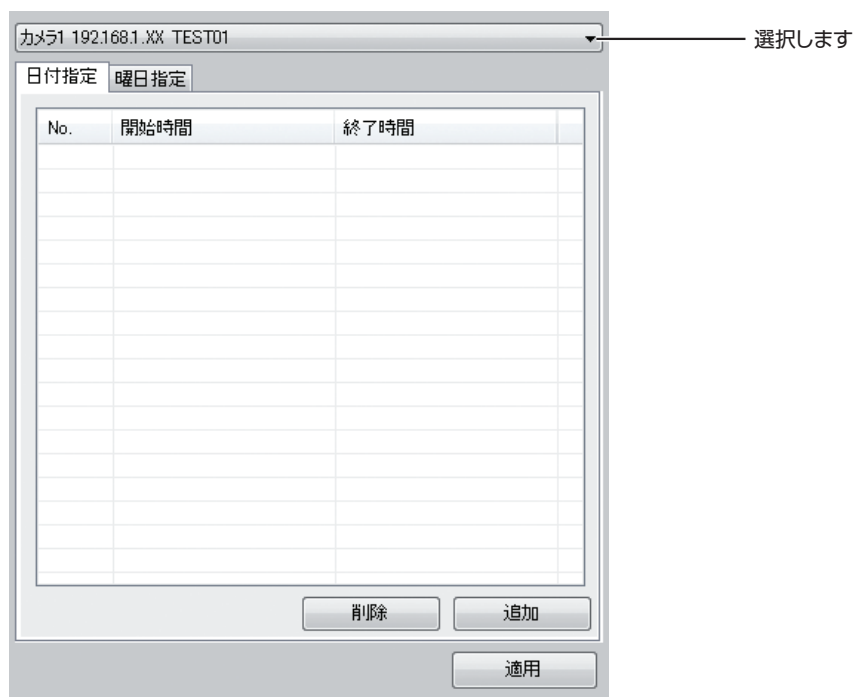 カメラ1 192.168.1.XX TEST01
選択します
日付指定 曜日指定
No. 開始時間 終了時間
削除 追加
適用